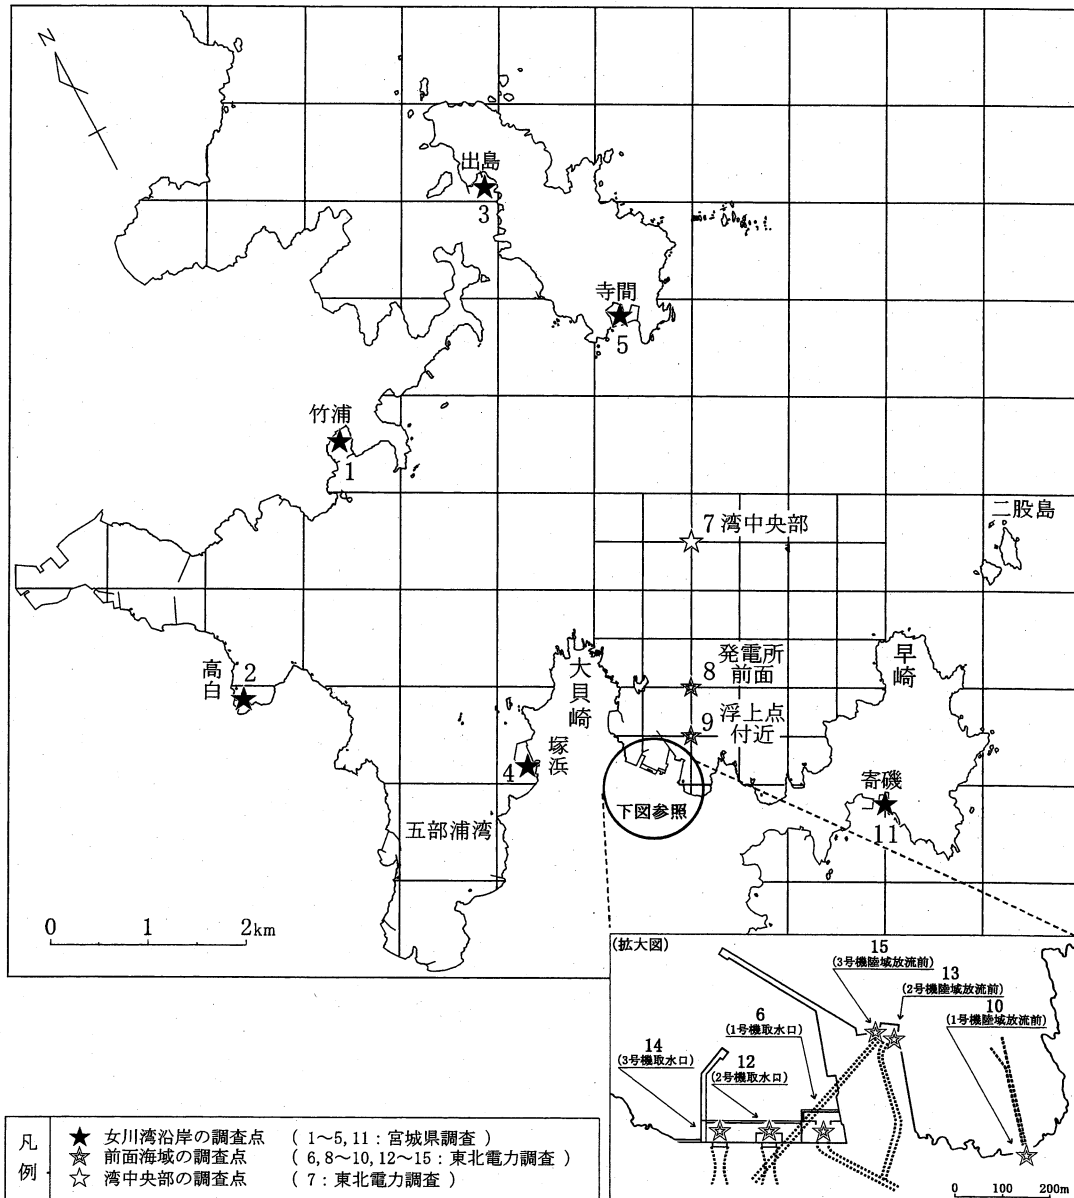 N
出島
3
寺間
5
竹浦
1
7 湾中央部
二股島
高白
2
大貝崎
8 発電所前面
早崎
9 浮上点付近
塚浜
4
寄磯
11
下図参照
五部浦湾
0 1 2km
(拡大図)
15
(3号機陸域放流前)
13
(2号機陸域放流前)
10
(1号機陸域放流前)
6
(1号機取水口)
14
(3号機取水口)
12
(2号機取水口)
0 100 200m
凡例
★ 女川湾沿岸の調査点 ( 1~5, 11 : 宮城県調査 )
前面海域の調査点 ( 6, 8~10, 12~15 : 東北電力調査 )
☆ 湾中央部の調査点 ( 7 : 東北電力調査 )